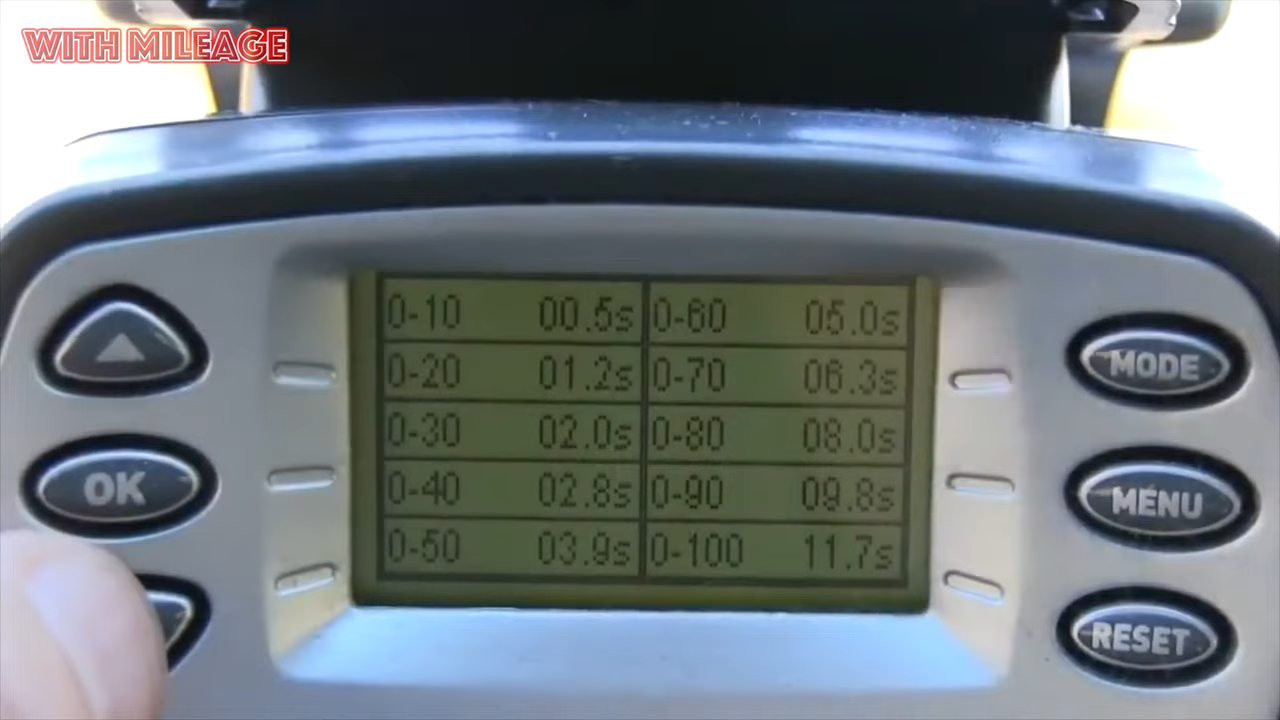 WITH MILEAGE
0-10 00.5s 0-60 05.0s
0-20 01.2s 0-70 06.3s
0-30 02.0s 0-80 08.0s
0-40 02.8s 0-90 09.8s
0-50 03.9s 0-100 11.7s
MODE
OK
MENU
RESET